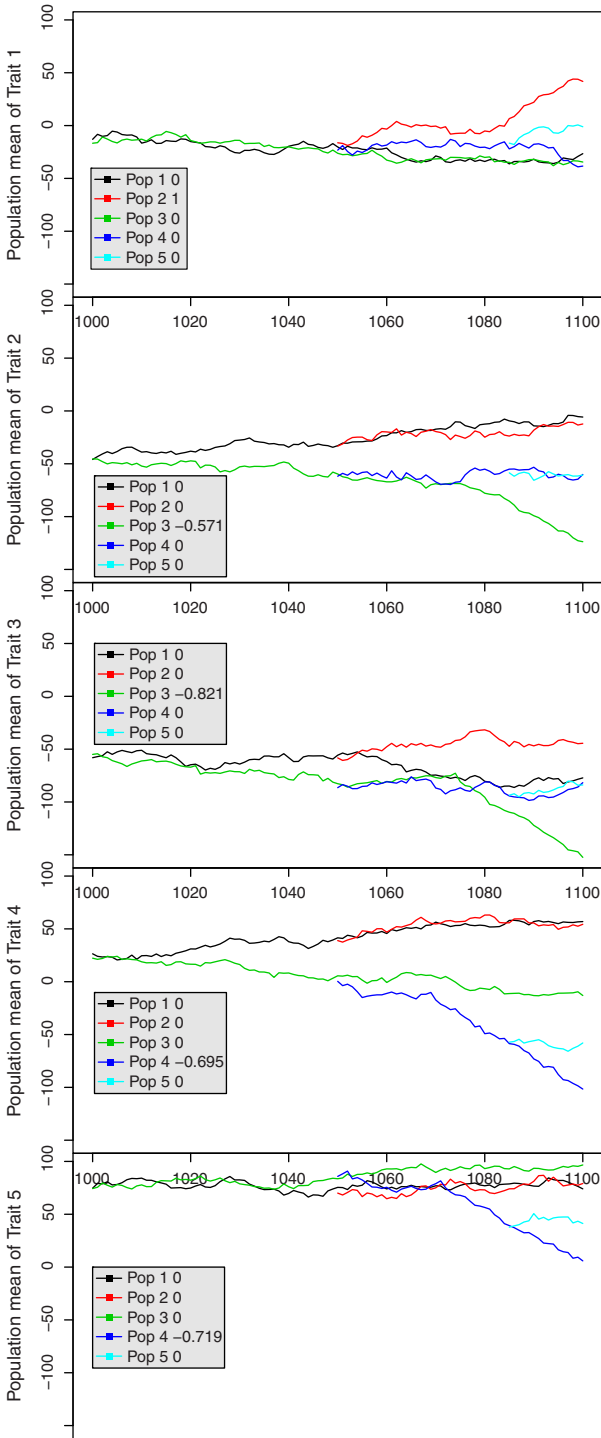 100
50
0
−50
−100
Population mean of Trait 1
Pop 1 0
Pop 2 1
Pop 3 0
Pop 4 0
Pop 5 0
1000 1020 1040 1060 1080 1100
50
0
−50
−100
Population mean of Trait 2
Pop 1 0
Pop 2 0
Pop 3 −0.571
Pop 4 0
Pop 5 0
100
1000 1020 1040 1060 1080 1100
50
0
−50
−100
Population mean of Trait 3
Pop 1 0
Pop 2 0
Pop 3 −0.821
Pop 4 0
Pop 5 0
100
1000 1020 1040 1060 1080 1100
50
0
−50
−100
Population mean of Trait 4
Pop 1 0
Pop 2 0
Pop 3 0
Pop 4 −0.695
Pop 5 0
100
1000 1020 1040 1060 1080 1100
50
0
−50
−100
Population mean of Trait 5
Pop 1 0
Pop 2 0
Pop 3 0
Pop 4 −0.719
Pop 5 0